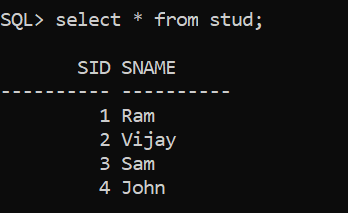 SQL> select * from stud;
SID SNAME
---------- ----------
1 Ram
2 Vijay
3 Sam
4 John